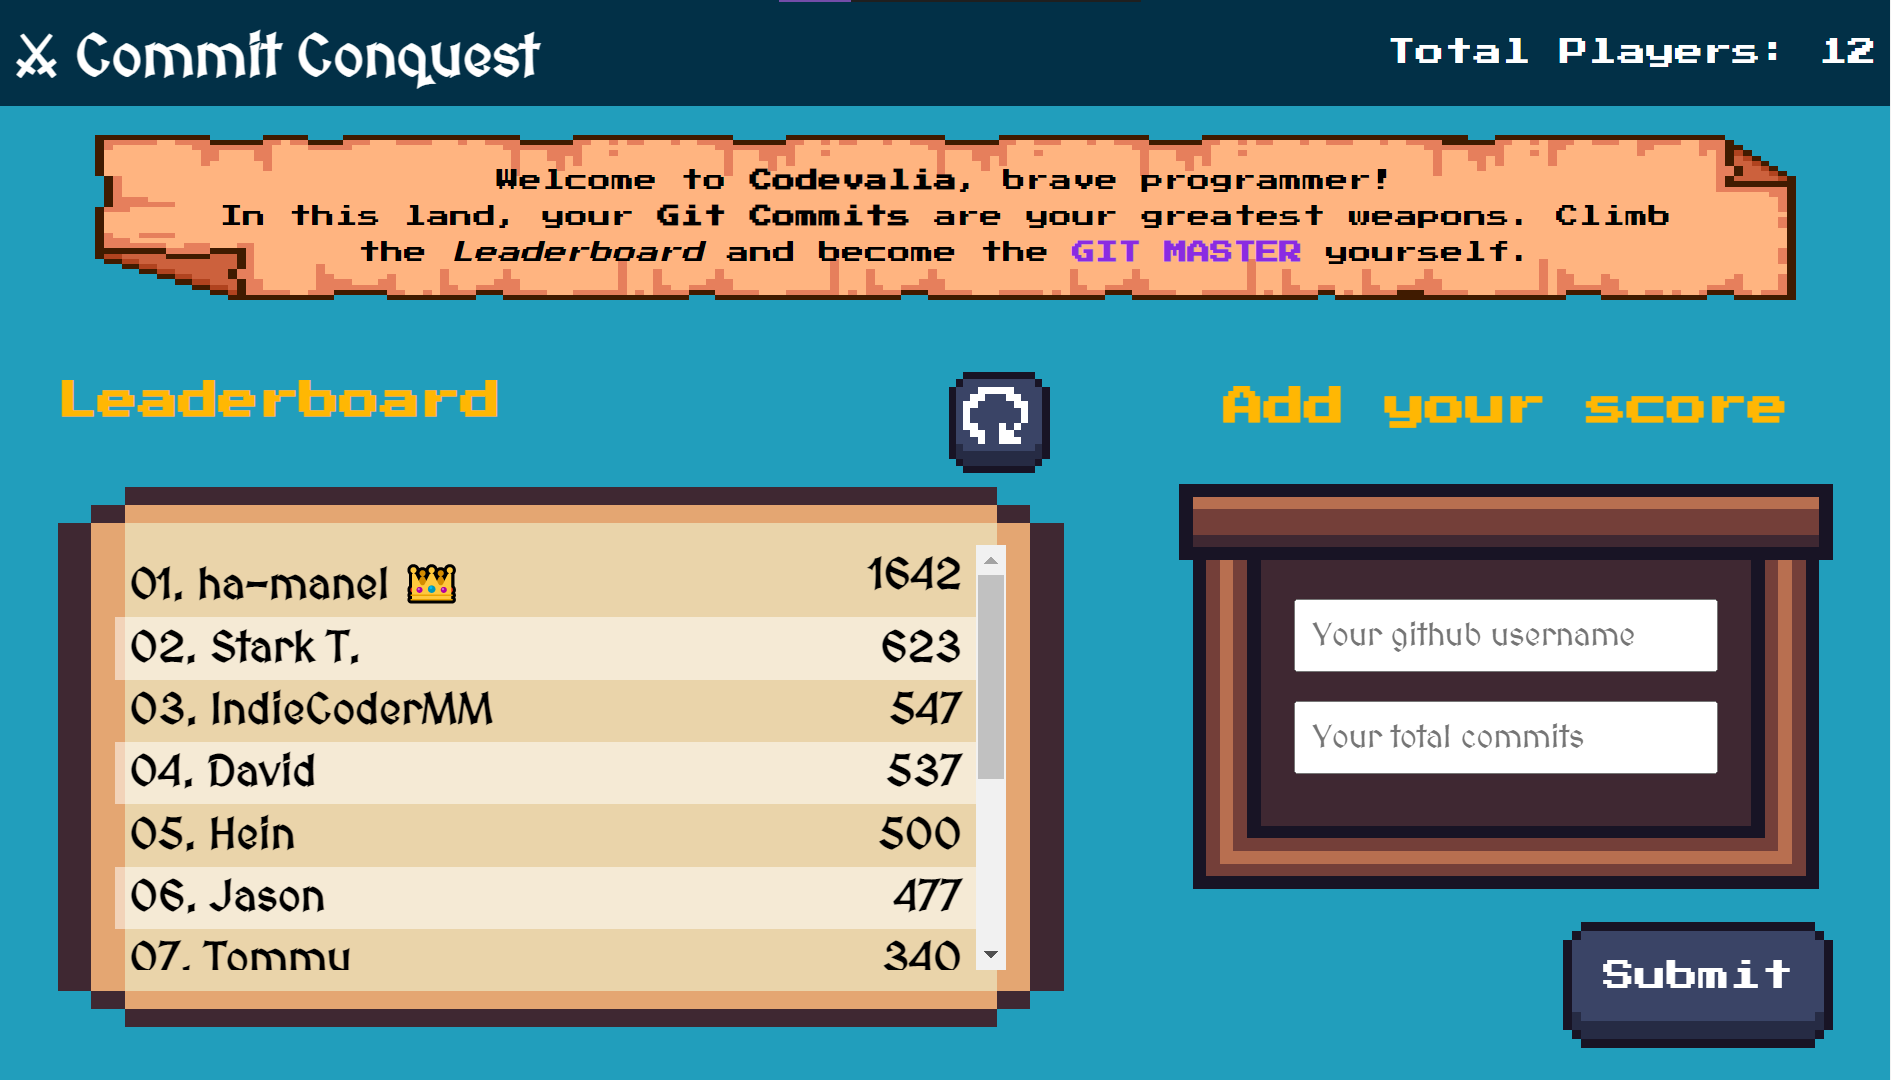 Commit Conquest
Total Players: 12
Welcome to Codevalia, brave programmer!
In this land, your Git Commits are your greatest weapons. Climb
the Leaderboard and become the GIT MASTER yourself.
Leaderboard
01. ha-manel 1642
02. Stark T. 623
03. IndieCoderMM 547
04. David 537
05. Hein 500
06. Jason 477
07. Tommy 340
Add your score
Your github username
Your total commits
Submit